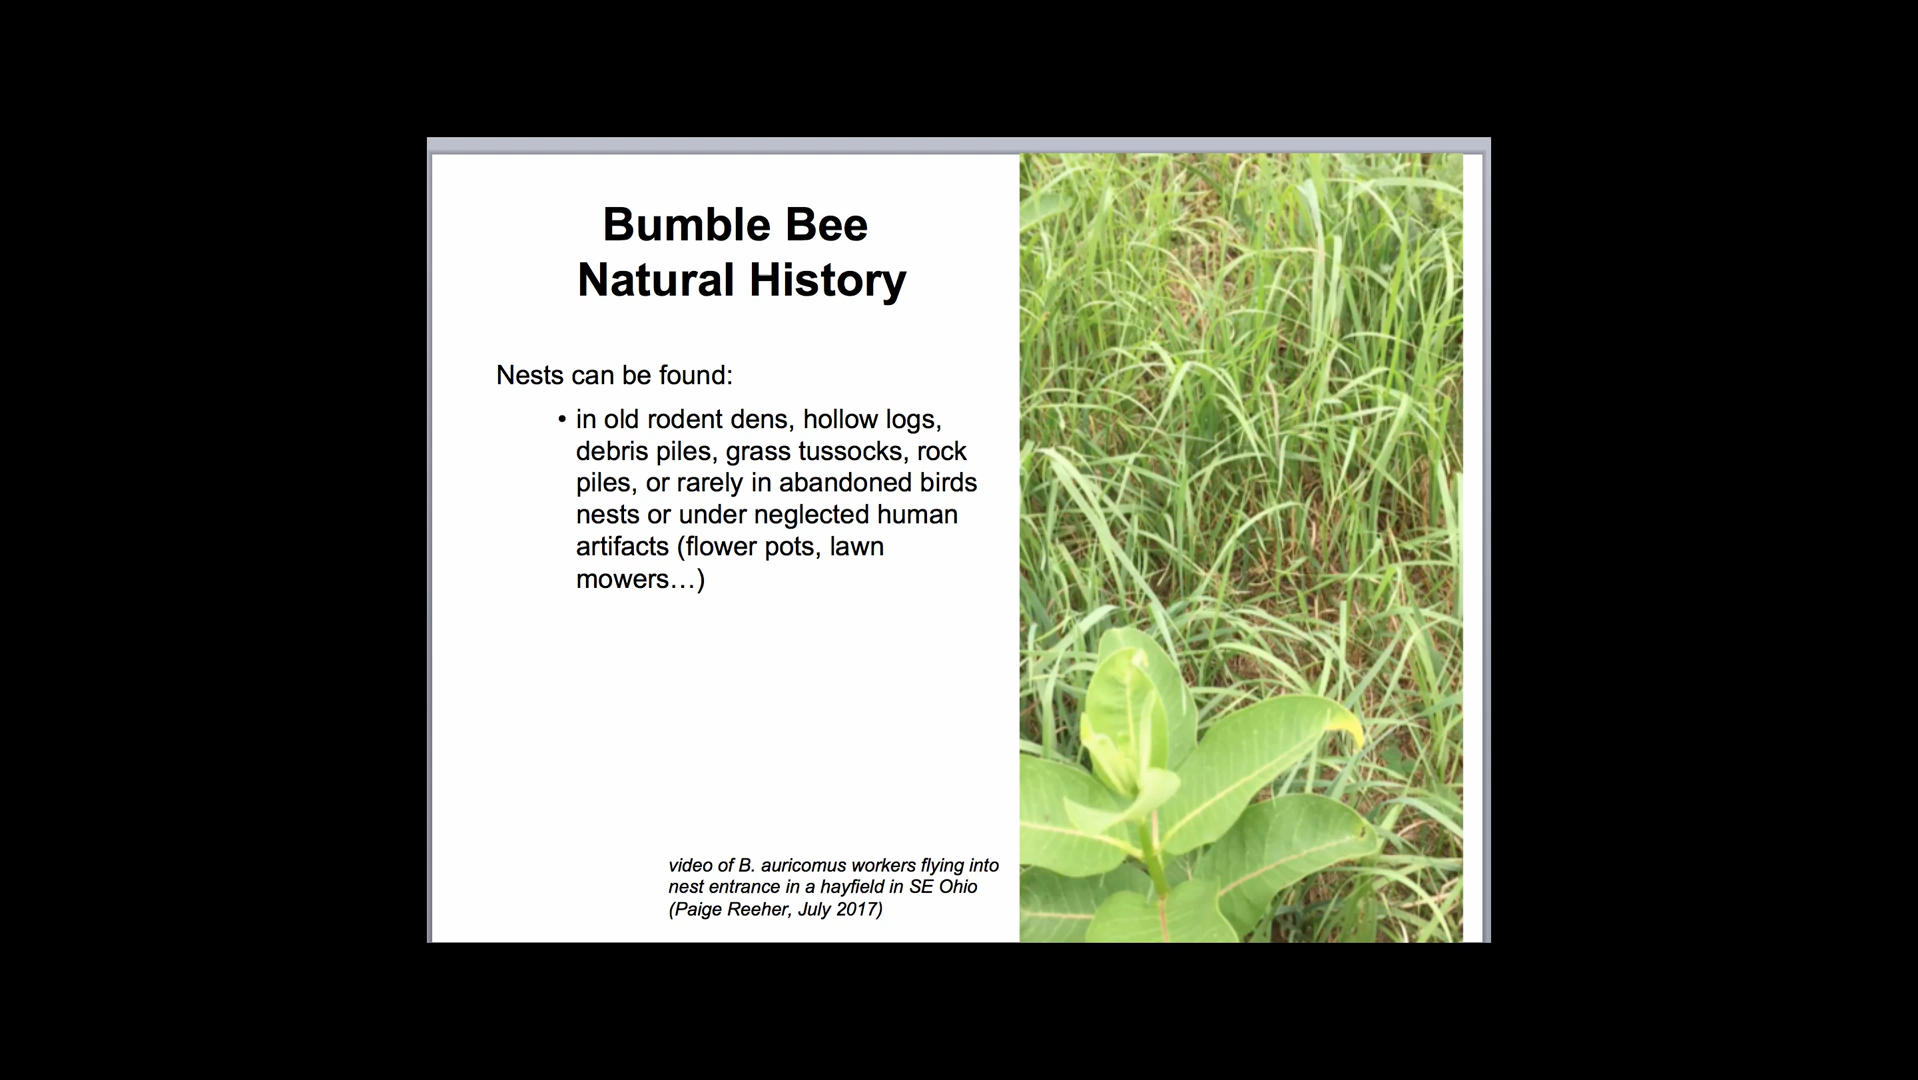 Bumble Bee
Natural History
Nests can be found:
• in old rodent dens, hollow logs,
debris piles, grass tussocks, rock
piles, or rarely in abandoned birds
nests or under neglected human
artifacts (flower pots, lawn
mowers…)
video of B. auricomus workers flying into
nest entrance in a hayfield in SE Ohio
(Paige Reeher, July 2017)